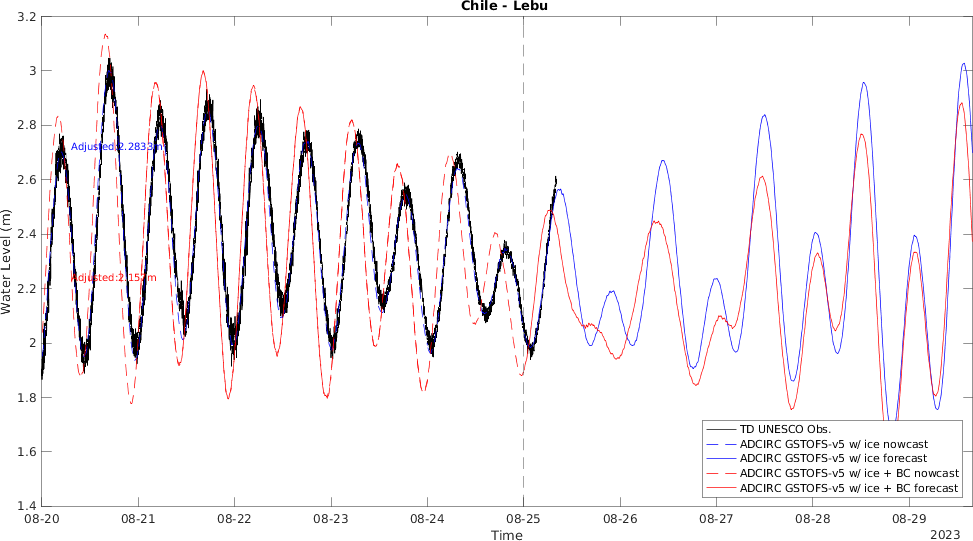 Chile - Lebu
3.2
3
2.8
2.6
2.4
2.2
2
1.8
1.6
1.4
Water Level (m)
Adjusted:2.2833m
Adjusted:2.157m
08-20
08-21
08-22
08-23
08-24
08-25
08-26
08-27
08-28
08-29
Time
2023
TD UNESCO Obs.
ADCIRC GSTOFS-v5 w/ ice nowcast
ADCIRC GSTOFS-v5 w/ ice forecast
ADCIRC GSTOFS-v5 w/ ice + BC nowcast
ADCIRC GSTOFS-v5 w/ ice + BC forecast